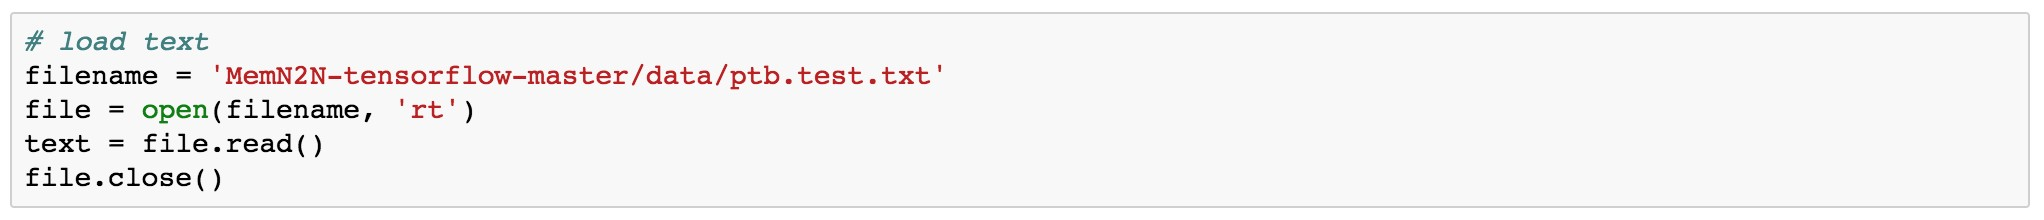 # load text
filename = 'MemN2N-tensorflow-master/data/ptb.test.txt'
file = open(filename, 'rt')
text = file.read()
file.close()